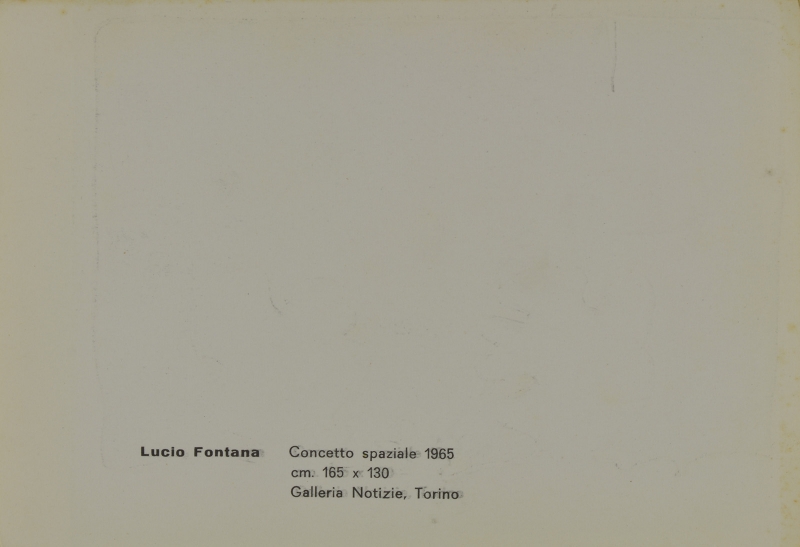 Lucio Fontana Concetto spaziale 1965
cm. 165 x 130
Galleria Notizie, Torino